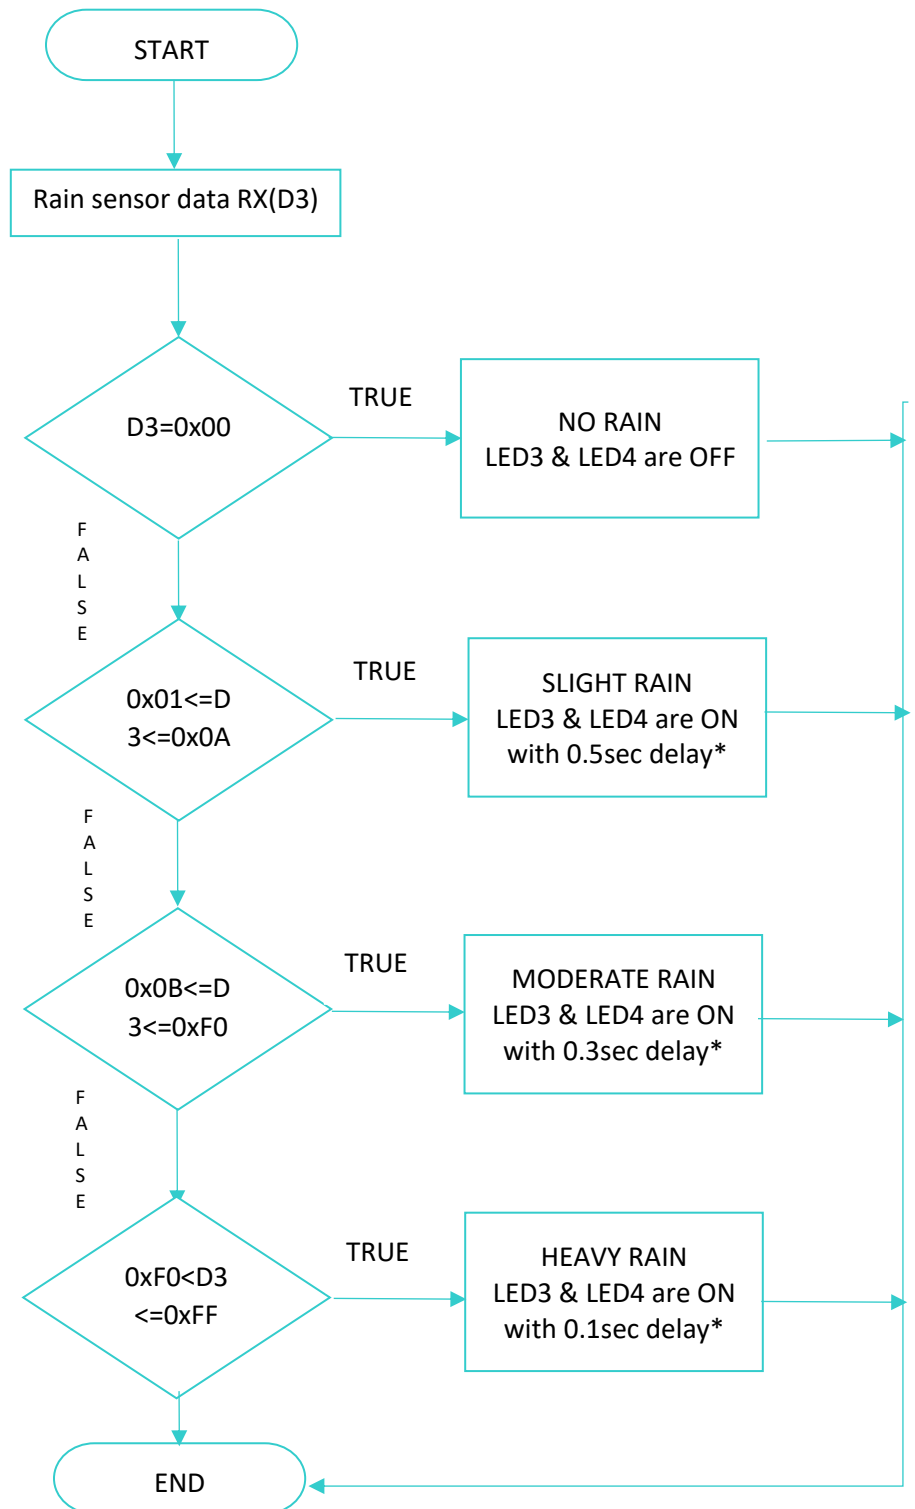 START
Rain sensor data RX(D3)
D3=0x00
TRUE
NO RAIN
LED3 & LED4 are OFF
F
A
L
S
E
0x01<=D
3<=0x0A
TRUE
SLIGHT RAIN
LED3 & LED4 are ON
with 0.5sec delay*
F
A
L
S
E
0x0B<=D
3<=0xF0
TRUE
MODERATE RAIN
LED3 & LED4 are ON
with 0.3sec delay*
F
A
L
S
E
0xF0<D3
<=0xFF
TRUE
HEAVY RAIN
LED3 & LED4 are ON
with 0.1sec delay*
END